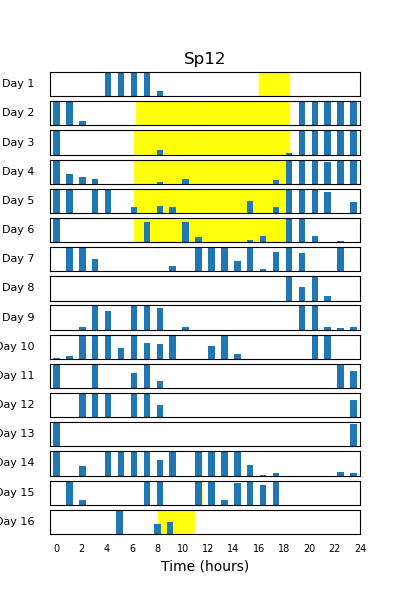 Sp12
Day 1
Day 2
Day 3
Day 4
Day 5
Day 6
Day 7
Day 8
Day 9
Day 10
Day 11
Day 12
Day 13
Day 14
Day 15
Day 16
0 2 4 6 8 10 12 14 16 18 20 22 24
Time (hours)